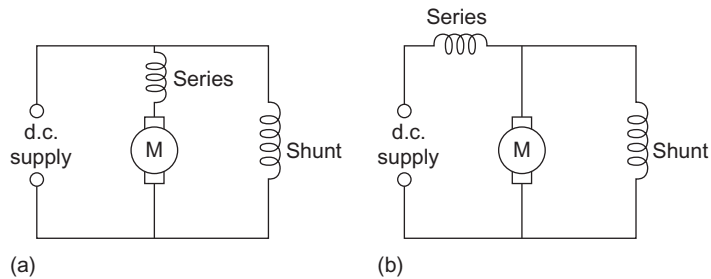 Series
d.c.
supply
M
Shunt
(a)
Series
d.c.
supply
M
Shunt
(b)